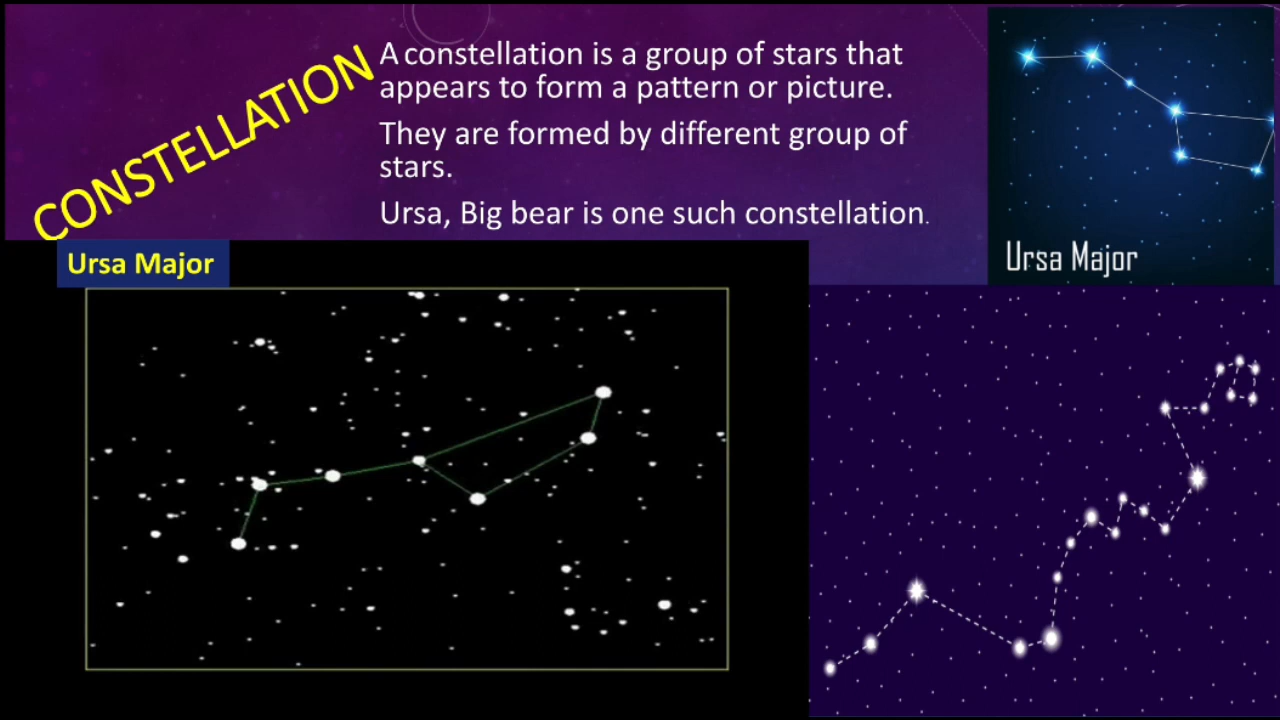 CONSTELLATION
A constellation is a group of stars that
appears to form a pattern or picture.
They are formed by different group of
stars.
Ursa, Big bear is one such constellation.
Ursa Major
Ursa Major